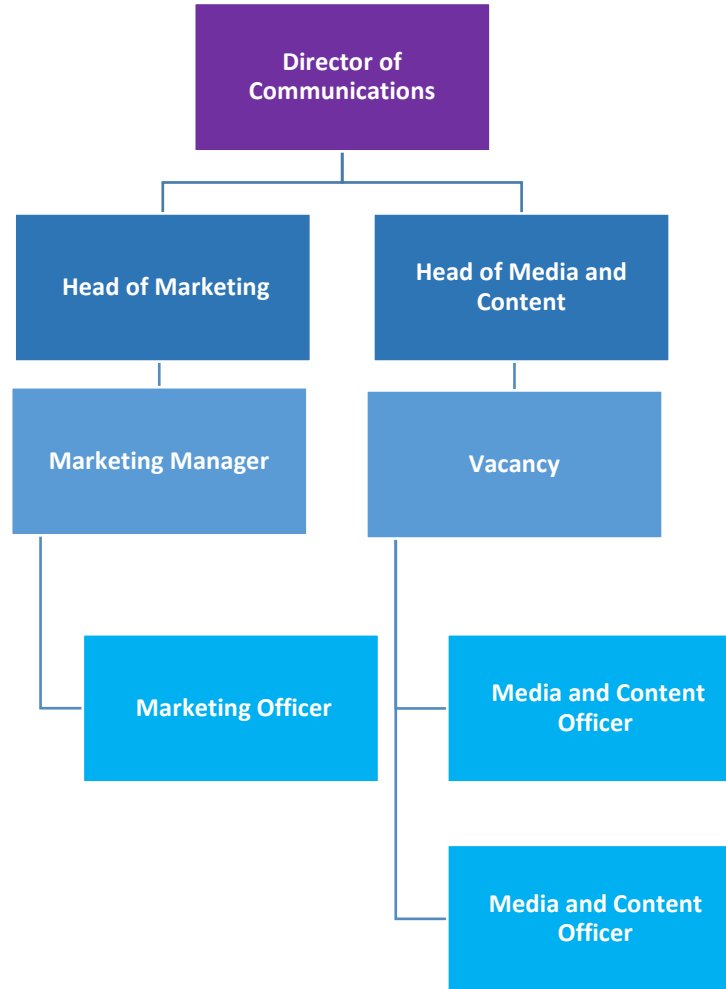 Director of
Communications
Head of Marketing
Head of Media and
Content
Marketing Manager
Vacancy
Marketing Officer
Media and Content
Officer
Media and Content
Officer